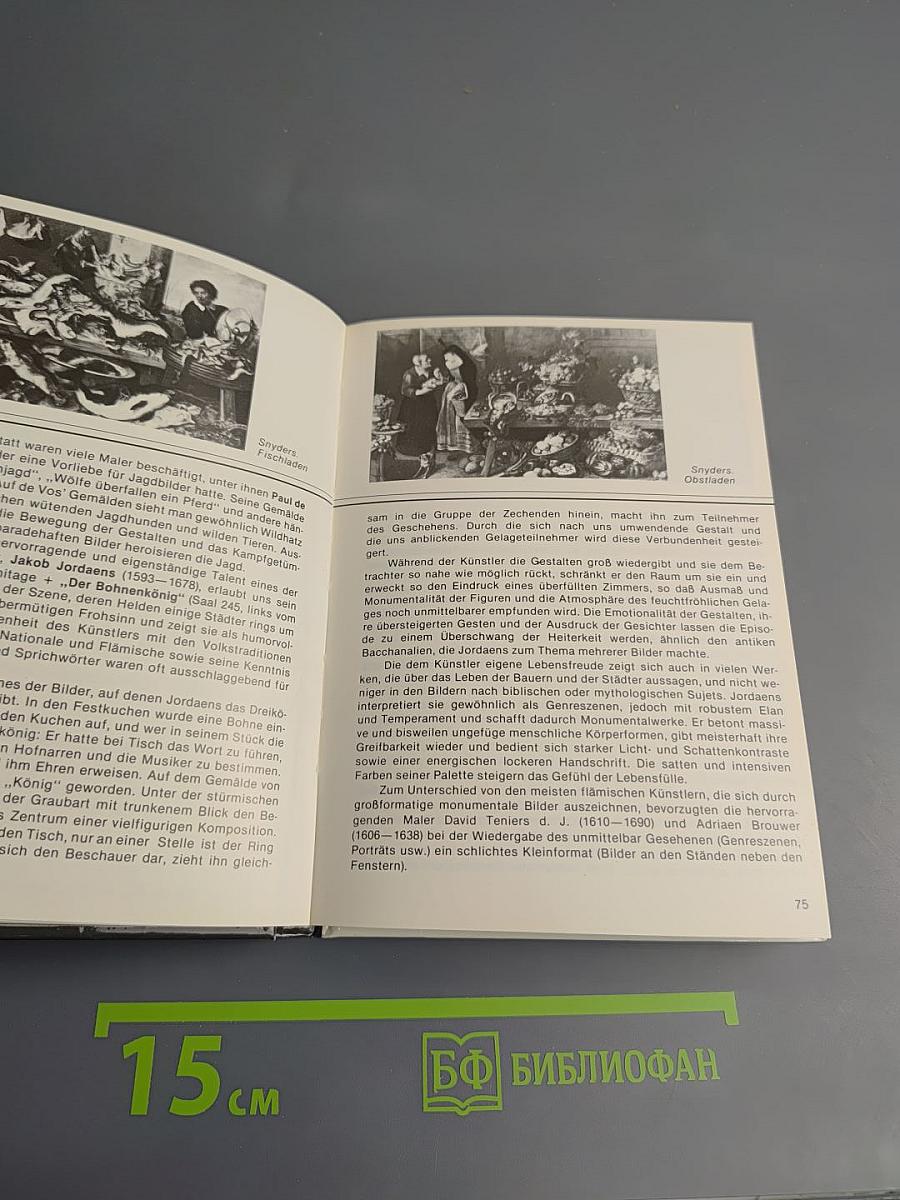 Snyders.
Fischladen
statt waren viele Maler beschäftigt, unter ihnen Paul de
der eine Vorliebe für Jagdbilder hatte. Seine Gemälde
njagd", „Wölfe überfallen ein Pferd" und andere hän-
Auf de Vos' Gemälden sieht man gewöhnlich Wildhatz
chen wütenden Jagdhunden und wilden Tieren. Aus-
die Bewegung der Gestalten und das Kampfgetüm-
paradehaften Bilder heroisieren die Jagd.
ervorragende und eigenständige Talent eines der
Jakob Jordaens (1593—1678), erlaubt uns sein
mitage + „Der Bohnenkönig" (Saal 245, links vom
der Szene, deren Helden einige Städter rings um
bermütigen Frohsinn und zeigt sie als humorvol-
enheit des Künstlers mit den Volkstraditionen
Nationale und Flämische sowie seine Kenntnis
d Sprichwörter waren oft ausschlaggebend für
nes der Bilder, auf denen Jordaens das Dreikö-
ibt. In den Festkuchen wurde eine Bohne ein-
den Kuchen auf, und wer in seinem Stück die
könig: Er hatte bei Tisch das Wort zu führen,
n Hofnarren und die Musiker zu bestimmen.
d ihm Ehren erweisen. Auf dem Gemälde von
„König" geworden. Unter der stürmischen
der Graubart mit trunkenem Blick den Be-
s Zentrum einer vielfigurigen Komposition.
den Tisch, nur an einer Stelle ist der Ring
sich den Beschauer dar, zieht ihn gleich-
Snyders.
Obstladen
sam in die Gruppe der Zechenden hinein, macht ihn zum Teilnehmer
des Geschehens. Durch die sich nach uns umwendende Gestalt und
die uns anblickenden Gelageteilnehmer wird diese Verbundenheit gestei-
gert.
Während der Künstler die Gestalten groß wiedergibt und sie dem Be-
trachter so nahe wie möglich rückt, schränkt er den Raum um sie ein und
erweckt so den Eindruck eines überfüllten Zimmers, so daß Ausmaß und
Monumentalität der Figuren und die Atmosphäre des feuchtfröhlichen Gela-
ges noch unmittelbarer empfunden wird. Die Emotionalität der Gestalten, ih-
re übersteigerten Gesten und der Ausdruck der Gesichter lassen die Episo-
de zu einem Überschwang der Heiterkeit werden, ähnlich den antiken
Bacchanalien, die Jordaens zum Thema mehrerer Bilder machte.
Die dem Künstler eigene Lebensfreude zeigt sich auch in vielen Wer-
ken, die über das Leben der Bauern und der Städter aussagen, und nicht we-
niger in den Bildern nach biblischen oder mythologischen Sujets. Jordaens
interpretiert sie gewöhnlich als Genreszenen, jedoch mit robustem Elan
und Temperament und schafft dadurch Monumentalwerke. Er betont massi-
ve und bisweilen ungefüge menschliche Körperformen, gibt meisterhaft ihre
Greifbarkeit wieder und bedient sich starker Licht- und Schattenkontraste
sowie einer energischen lockeren Handschrift. Die satten und intensiven
Farben seiner Palette steigern das Gefühl der Lebensfülle.
Zum Unterschied von den meisten flämischen Künstlern, die sich durch
großformatige monumentale Bilder auszeichnen, bevorzugten die hervorra-
genden Maler David Teniers d. J. (1610—1690) und Adriaen Brouwer
(1606—1638) bei der Wiedergabe des unmittelbar Gesehenen (Genreszenen,
Porträts usw.) ein schlichtes Kleinformat (Bilder an den Ständen neben den
Fenstern).
75
15 см
БФ БИБЛИОФАН